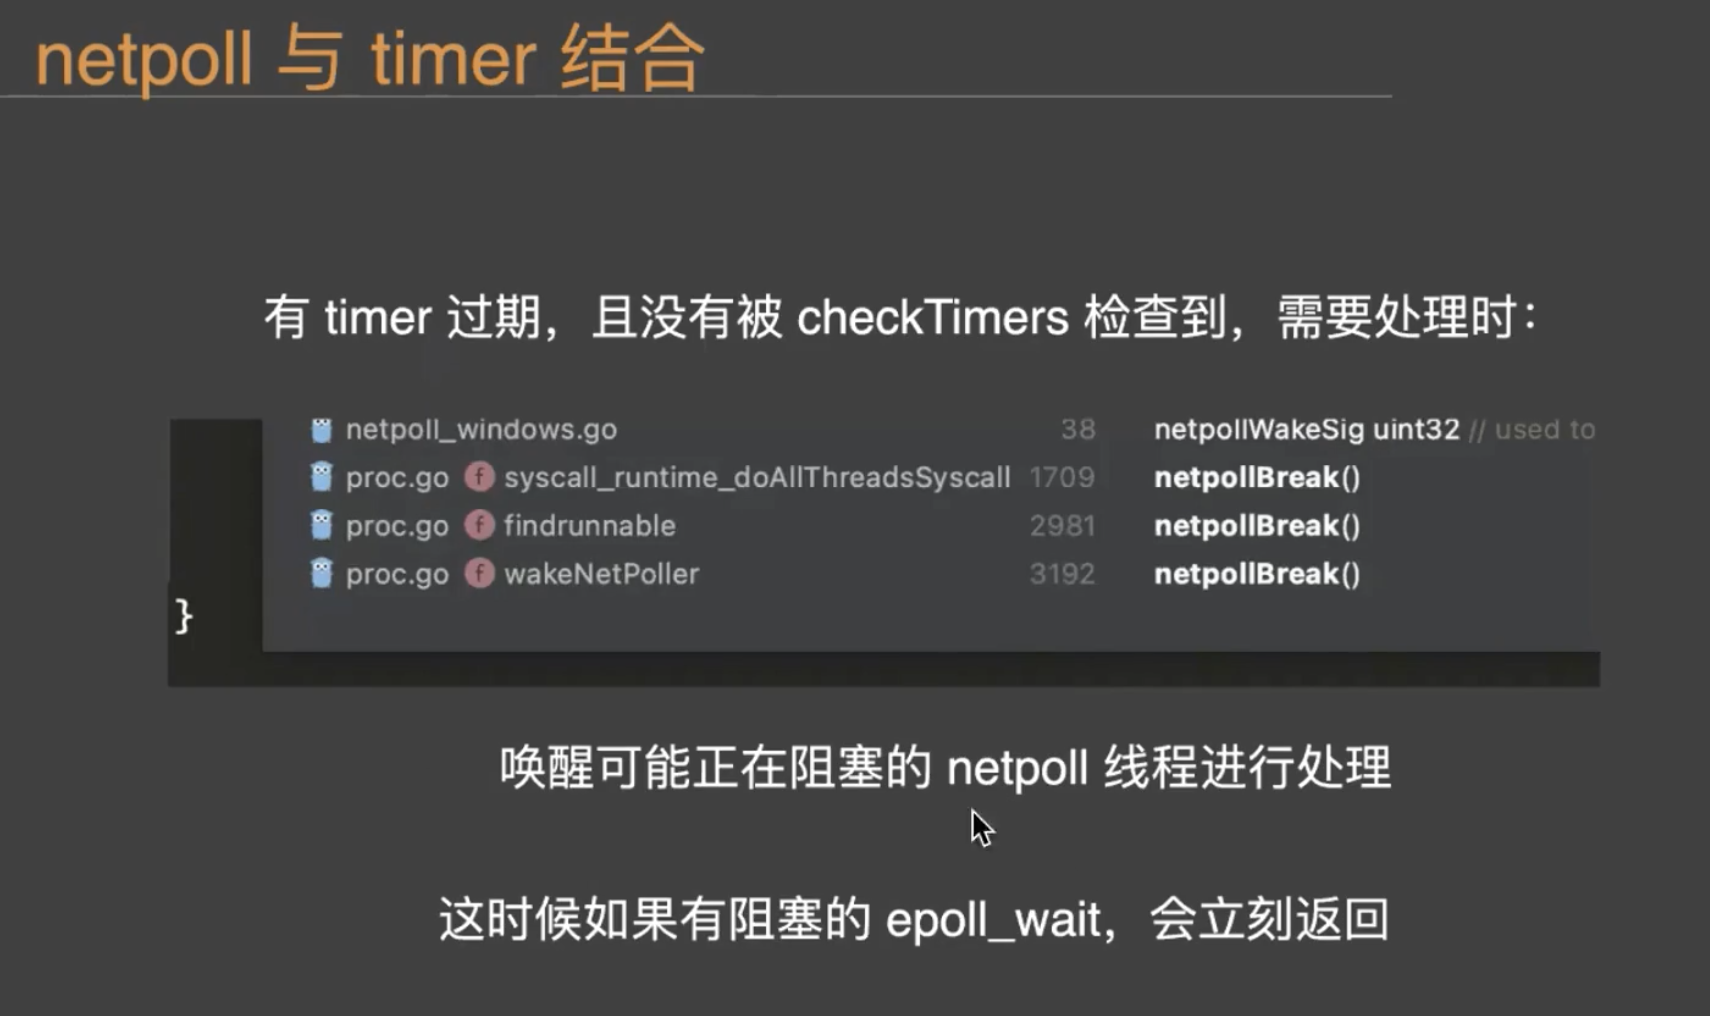 netpoll 与 timer 结合
有 timer 过期，且没有被 checkTimers 检查到，需要处理时：
netpoll_windows.go 38 netpollWakeSig uint32 // used to
proc.go f syscall_runtime_doAllThreadsSyscall 1709 netpollBreak()
proc.go f findrunnable 2981 netpollBreak()
proc.go f wakeNetPoller 3192 netpollBreak()
}
唤醒可能正在阻塞的 netpoll 线程进行处理
这时候如果有阻塞的 epoll_wait，会立刻返回